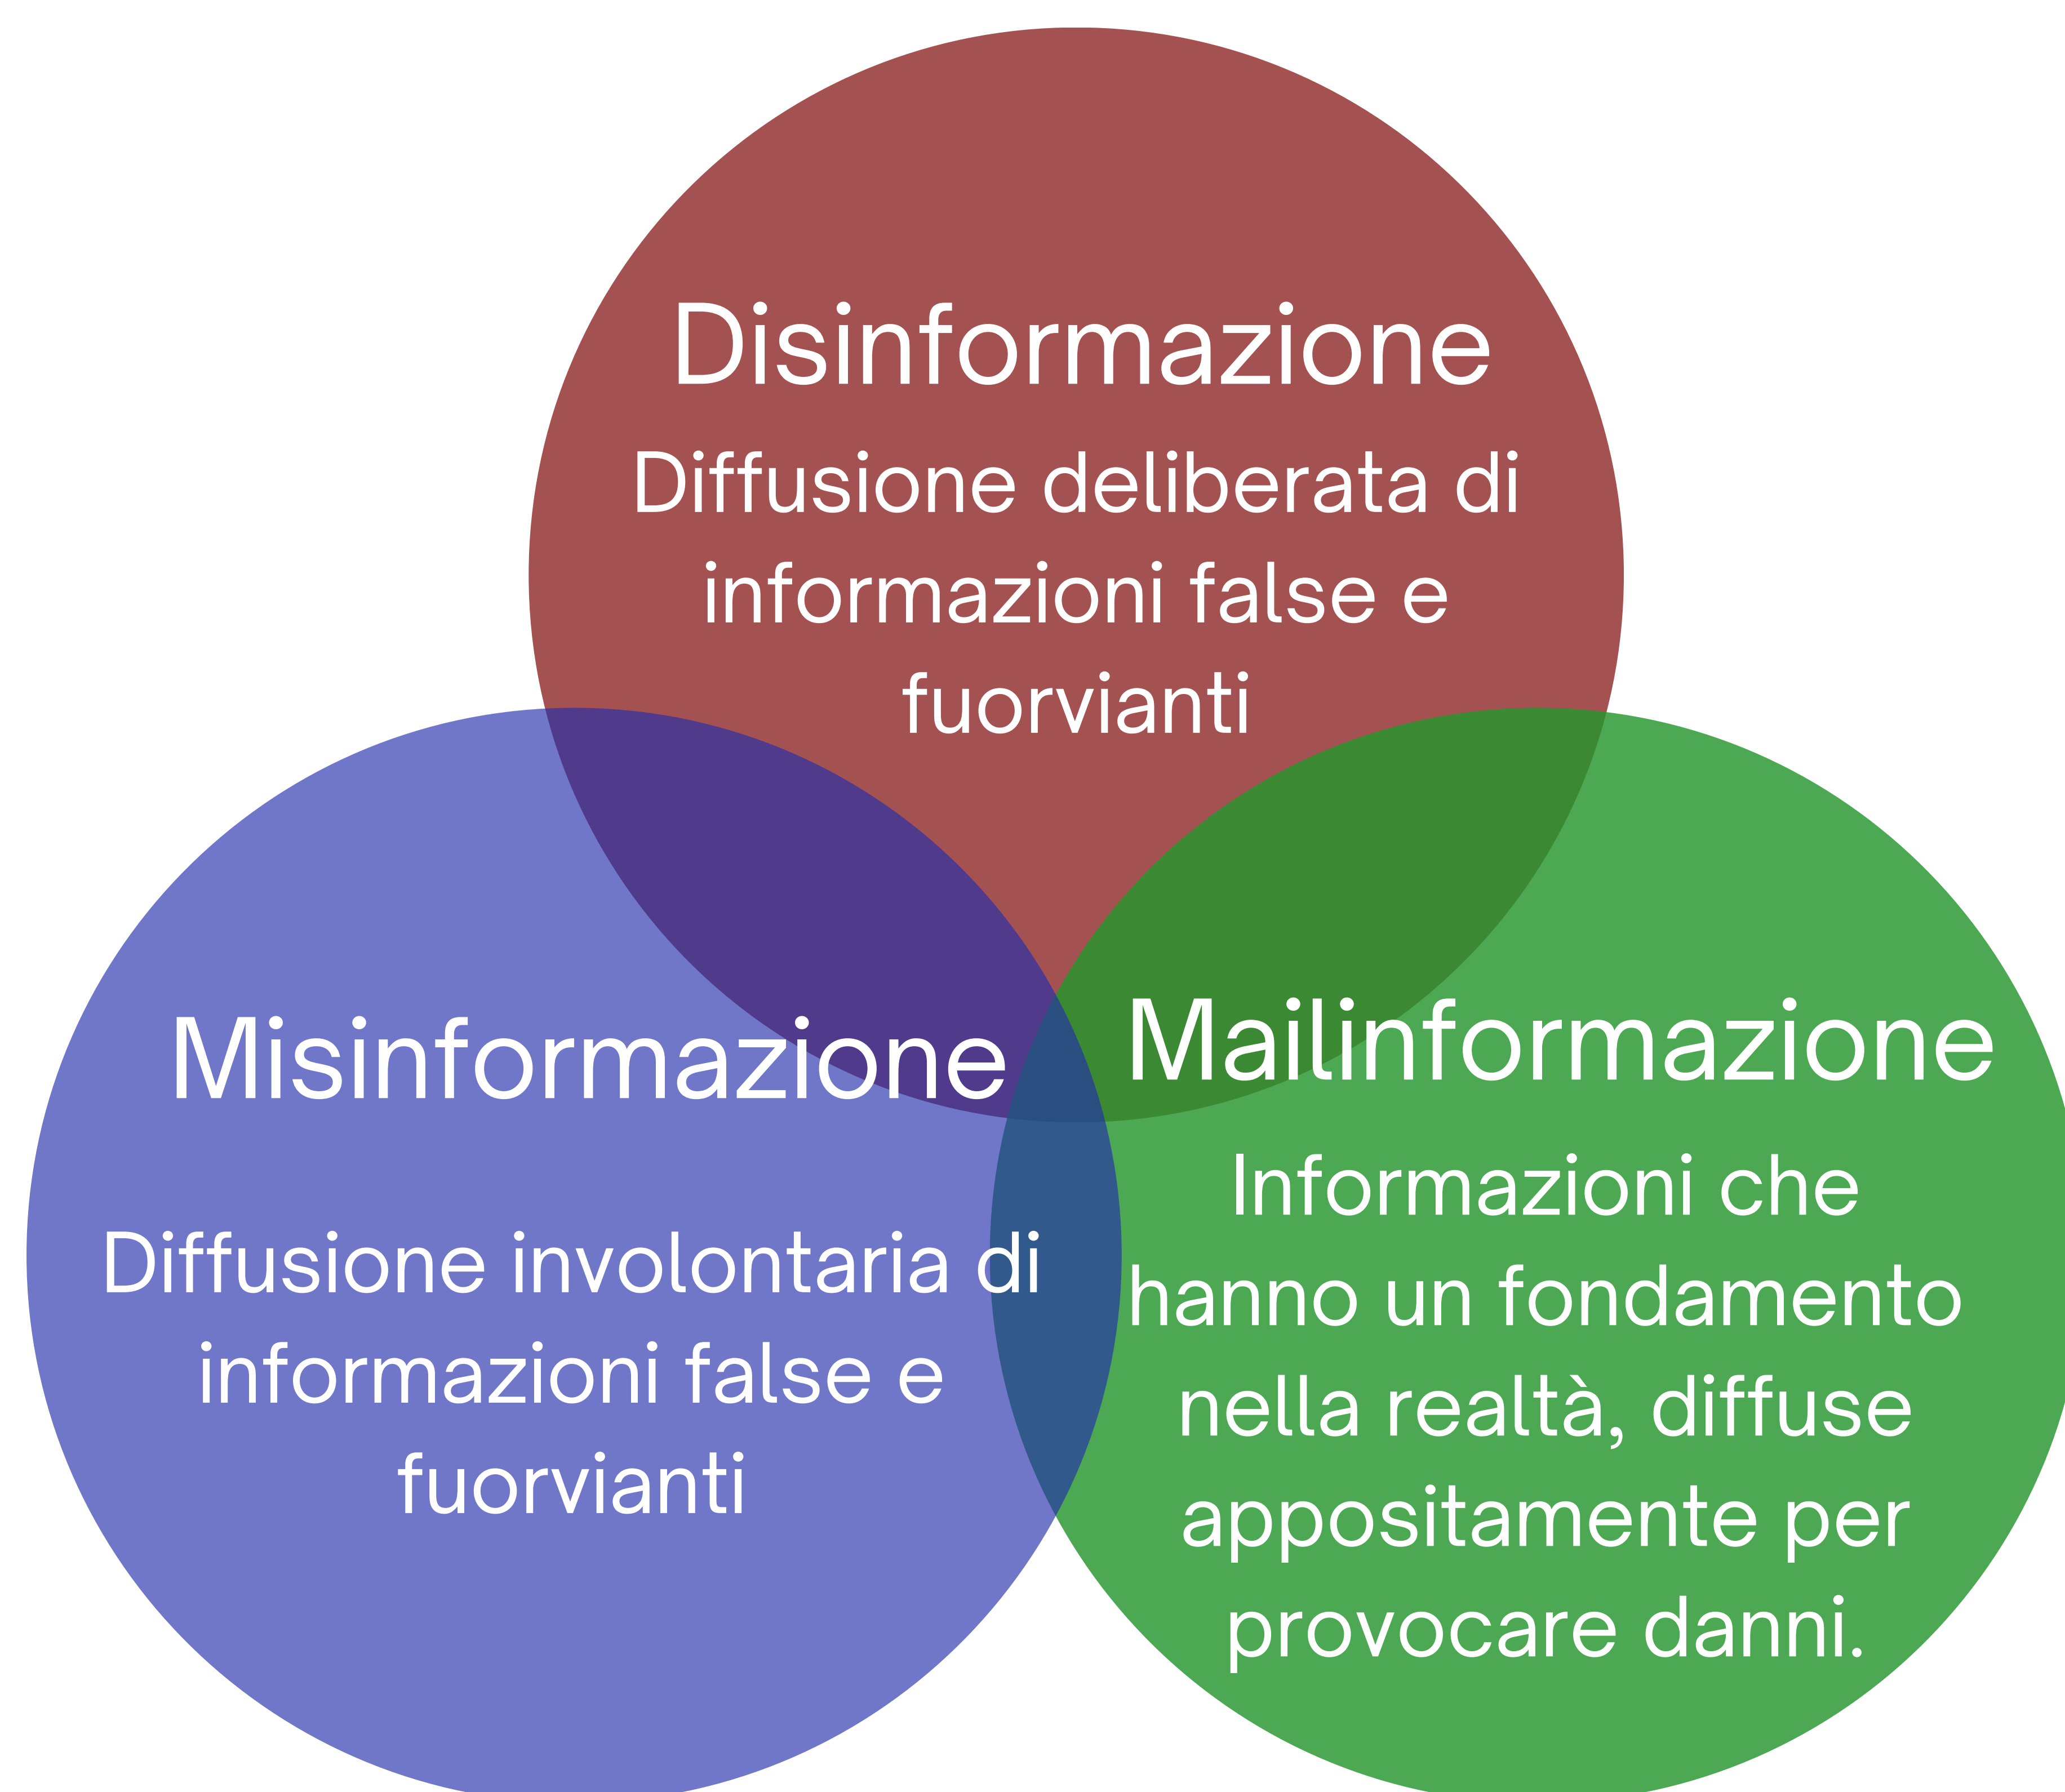 Disinformazione
Diffusione deliberata di
informazioni false e
fuorvianti
Misinformazione
Diffusione involontaria di
informazioni false e
fuorvianti
Mailinformazione
Informazioni che
hanno un fondamento
nella realtà, diffuse
appositamente per
provocare danni.